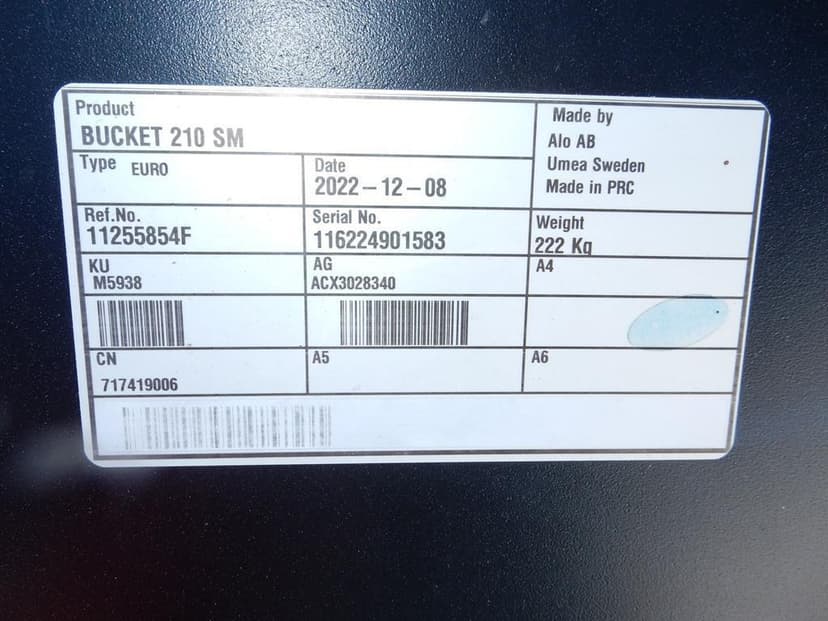 Product
BUCKET 210 SM
Made by
Alo AB
Umea Sweden
Made in PRC
Type EURO
Date
2022-12-08
Ref.No.
11255854F
Serial No.
116224901583
Weight
222 Kg
KU
M5938
AG
ACX3028340
A4
CN
717419006
A5
A6